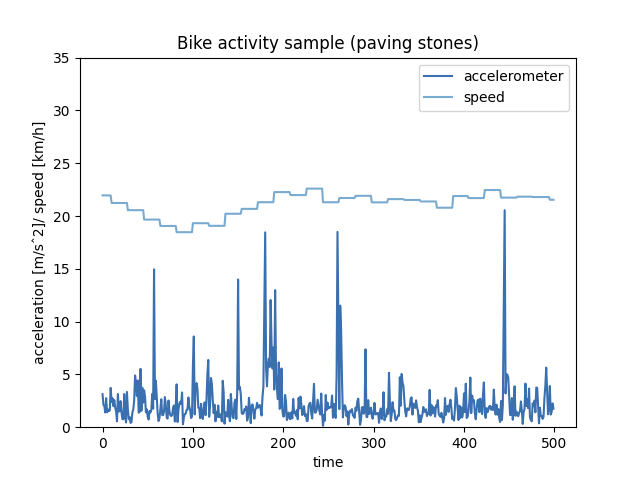 Bike activity sample (paving stones)
accelerometer
speed
35
30
25
20
15
10
5
0
acceleration [m/s^2]/ speed [km/h]
0 100 200 300 400 500
time